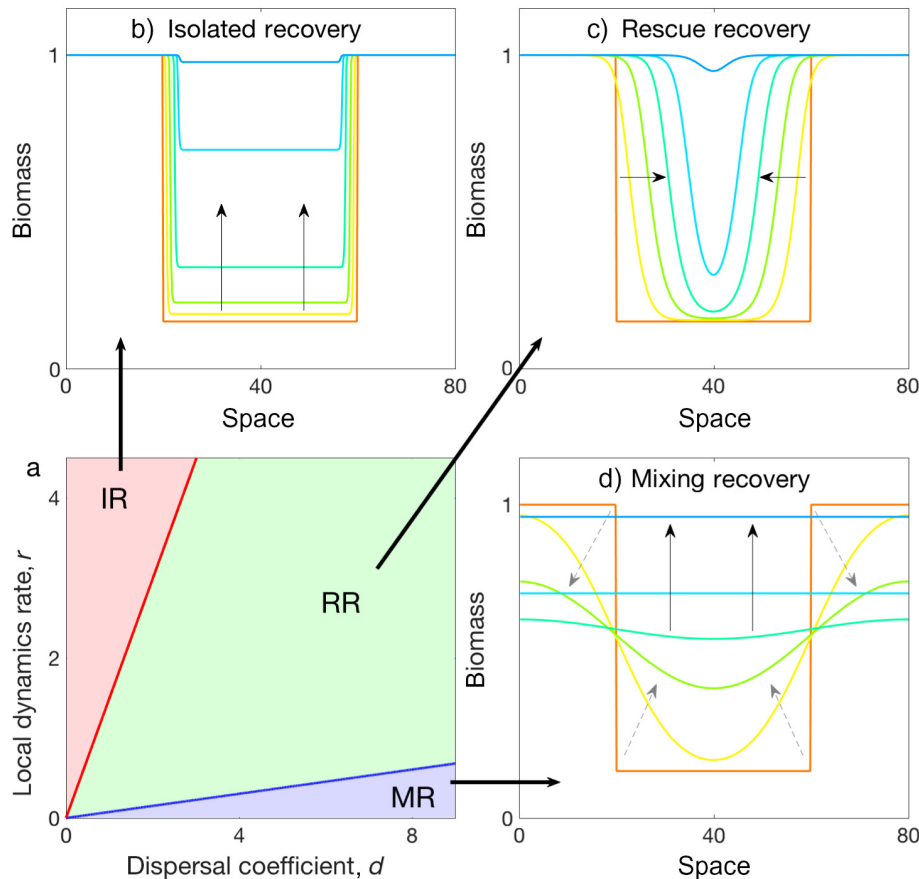 b) Isolated recovery
1
Biomass
0
0
40
80
Space
c) Rescue recovery
1
Biomass
0
0
40
80
Space
a
4
2
0
Local dynamics rate, r
IR
RR
MR
0
4
8
Dispersal coefficient, d
d) Mixing recovery
1
Biomass
0
0
40
80
Space